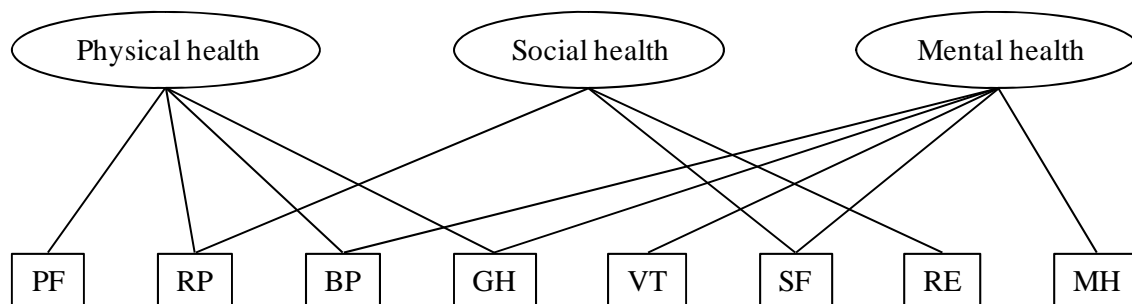 Physical health Social health Mental health
PF RP BP GH VT SF RE MH